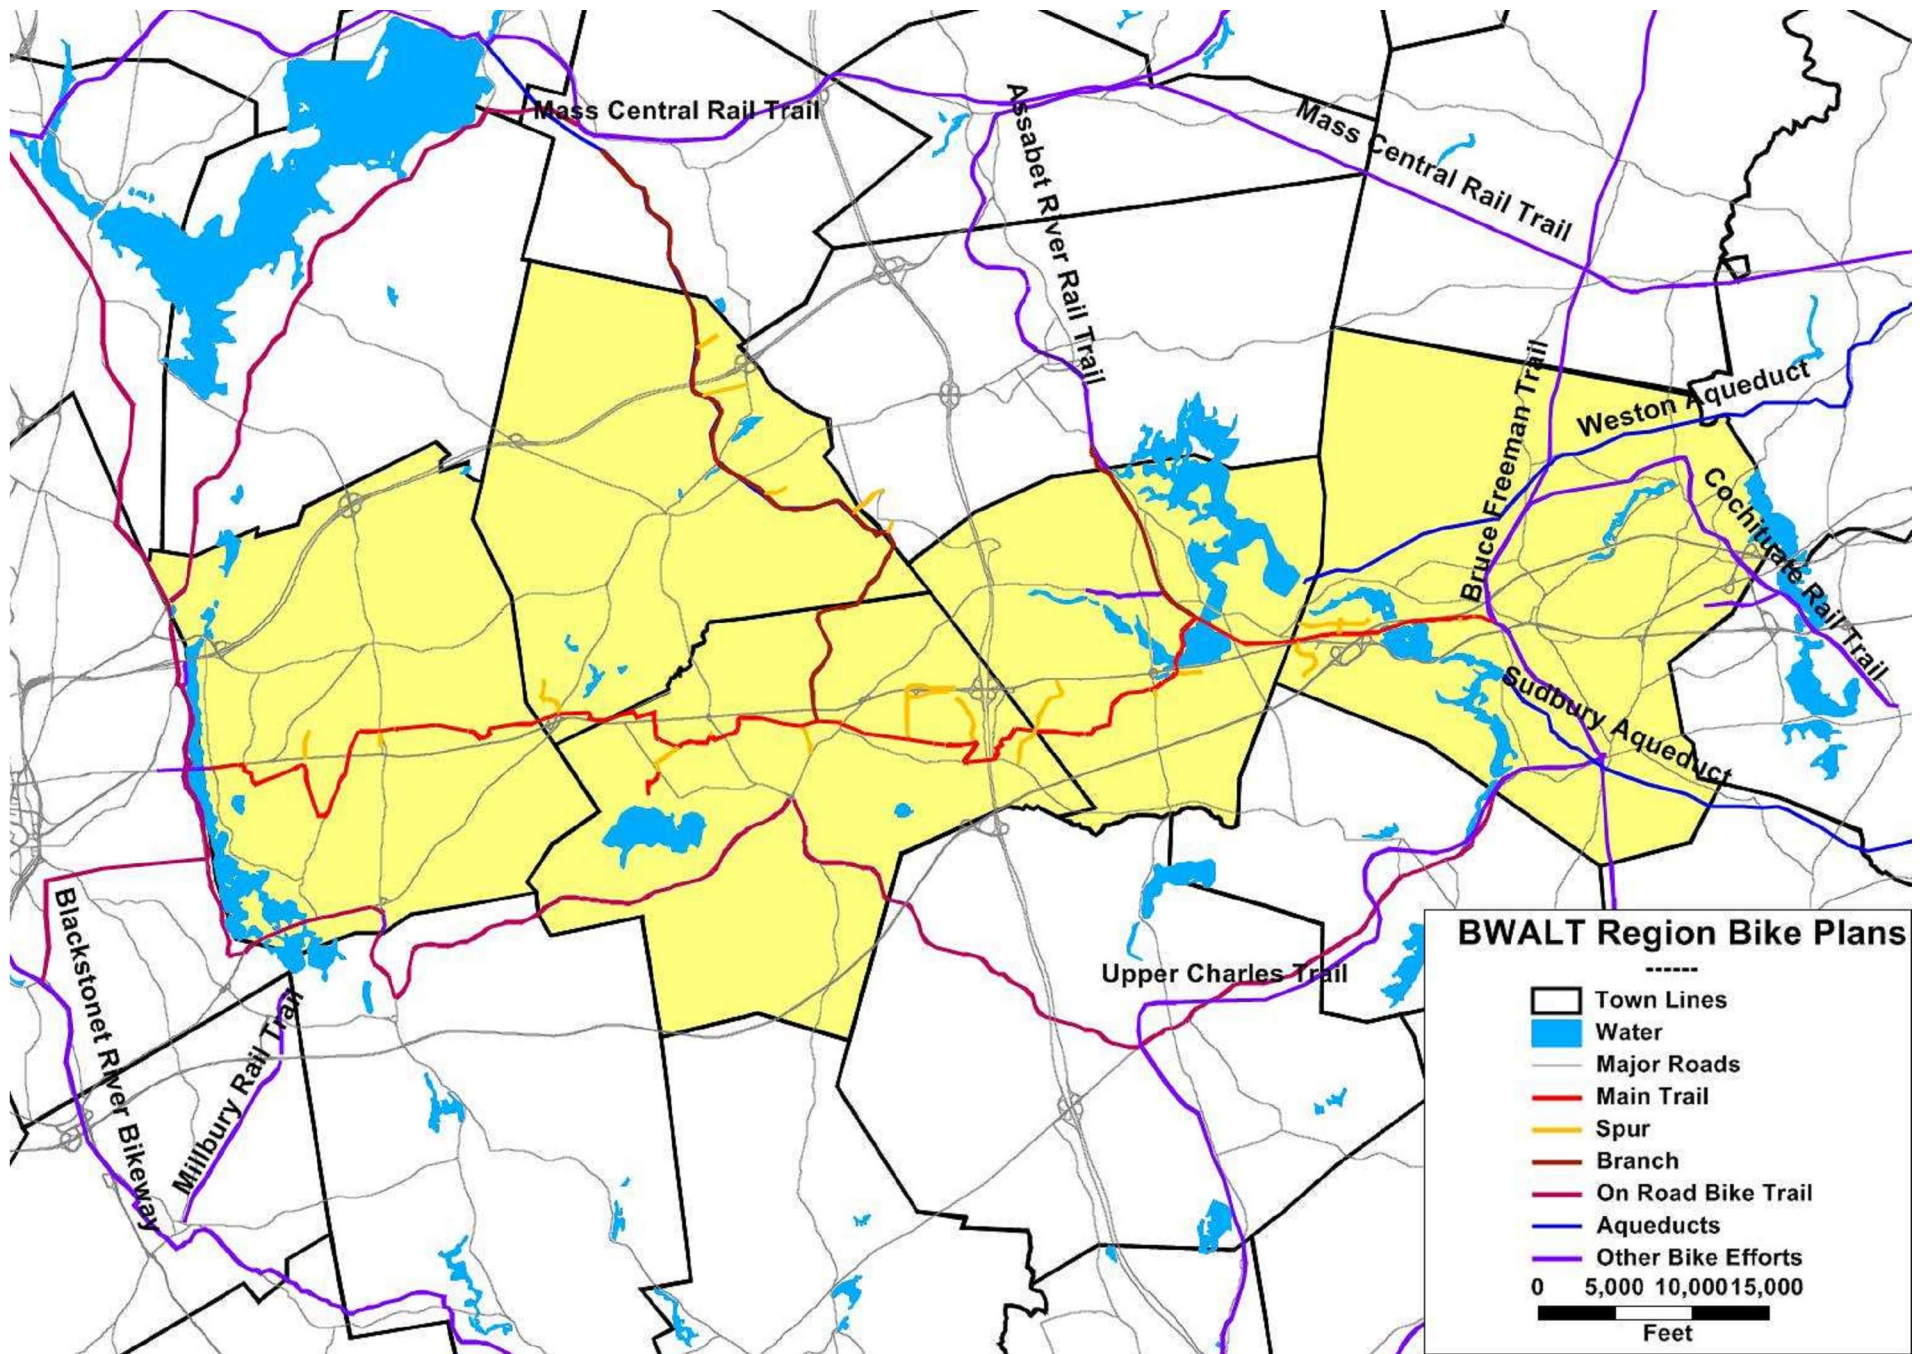 Mass Central Rail Trail
Assabet River Rail Trail
Mass Central Rail Trail
Bruce Freeman Trail
Weston Aqueduct
Cochituate Rail Trail
Sudbury Aqueduct
Blackstonet River Bikeway
Millbury Rail Trail
Upper Charles Trail
BWALT Region Bike Plans
------
Town Lines
Water
Major Roads
Main Trail
Spur
Branch
On Road Bike Trail
Aqueducts
Other Bike Efforts
0 5,000 10,000 15,000
Feet